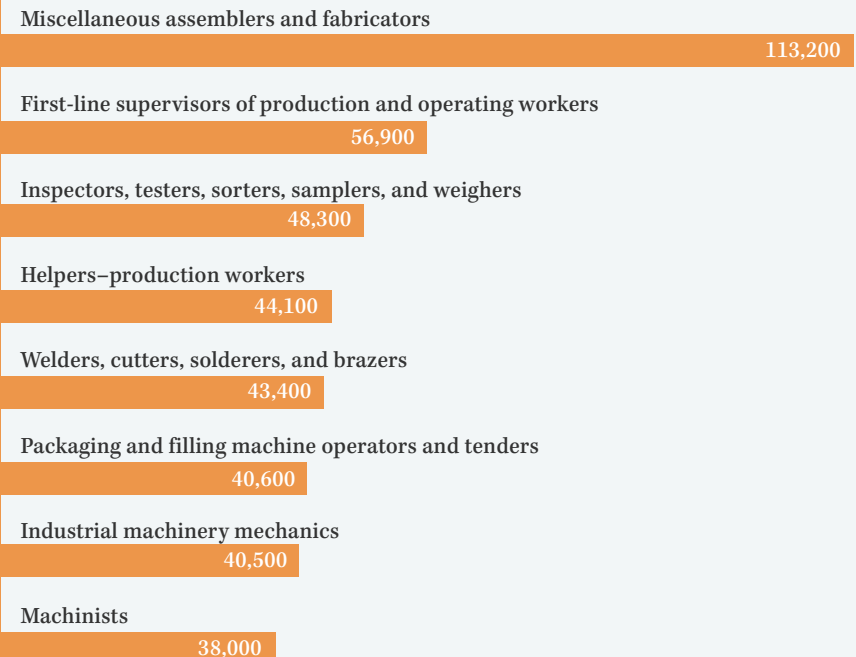 Miscellaneous assemblers and fabricators
113,200
First-line supervisors of production and operating workers
56,900
Inspectors, testers, sorters, samplers, and weighers
48,300
Helpers–production workers
44,100
Welders, cutters, solderers, and brazers
43,400
Packaging and filling machine operators and tenders
40,600
Industrial machinery mechanics
40,500
Machinists
38,000